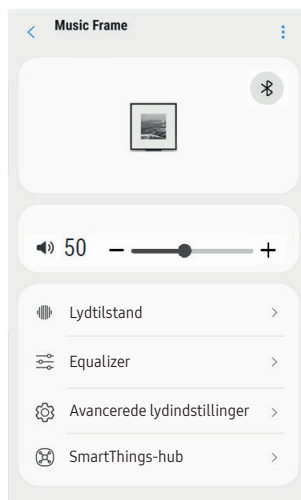 Music Frame
50
Lydtilstand
Equalizer
Avancerede lydindstillinger
SmartThings-hub